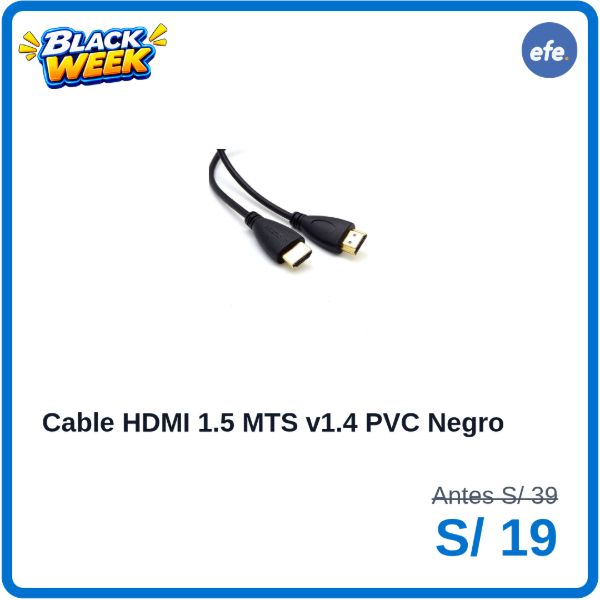 BLACK
WEEK
efe.
Cable HDMI 1.5 MTS v1.4 PVC Negro
Antes S/ 39
S/ 19